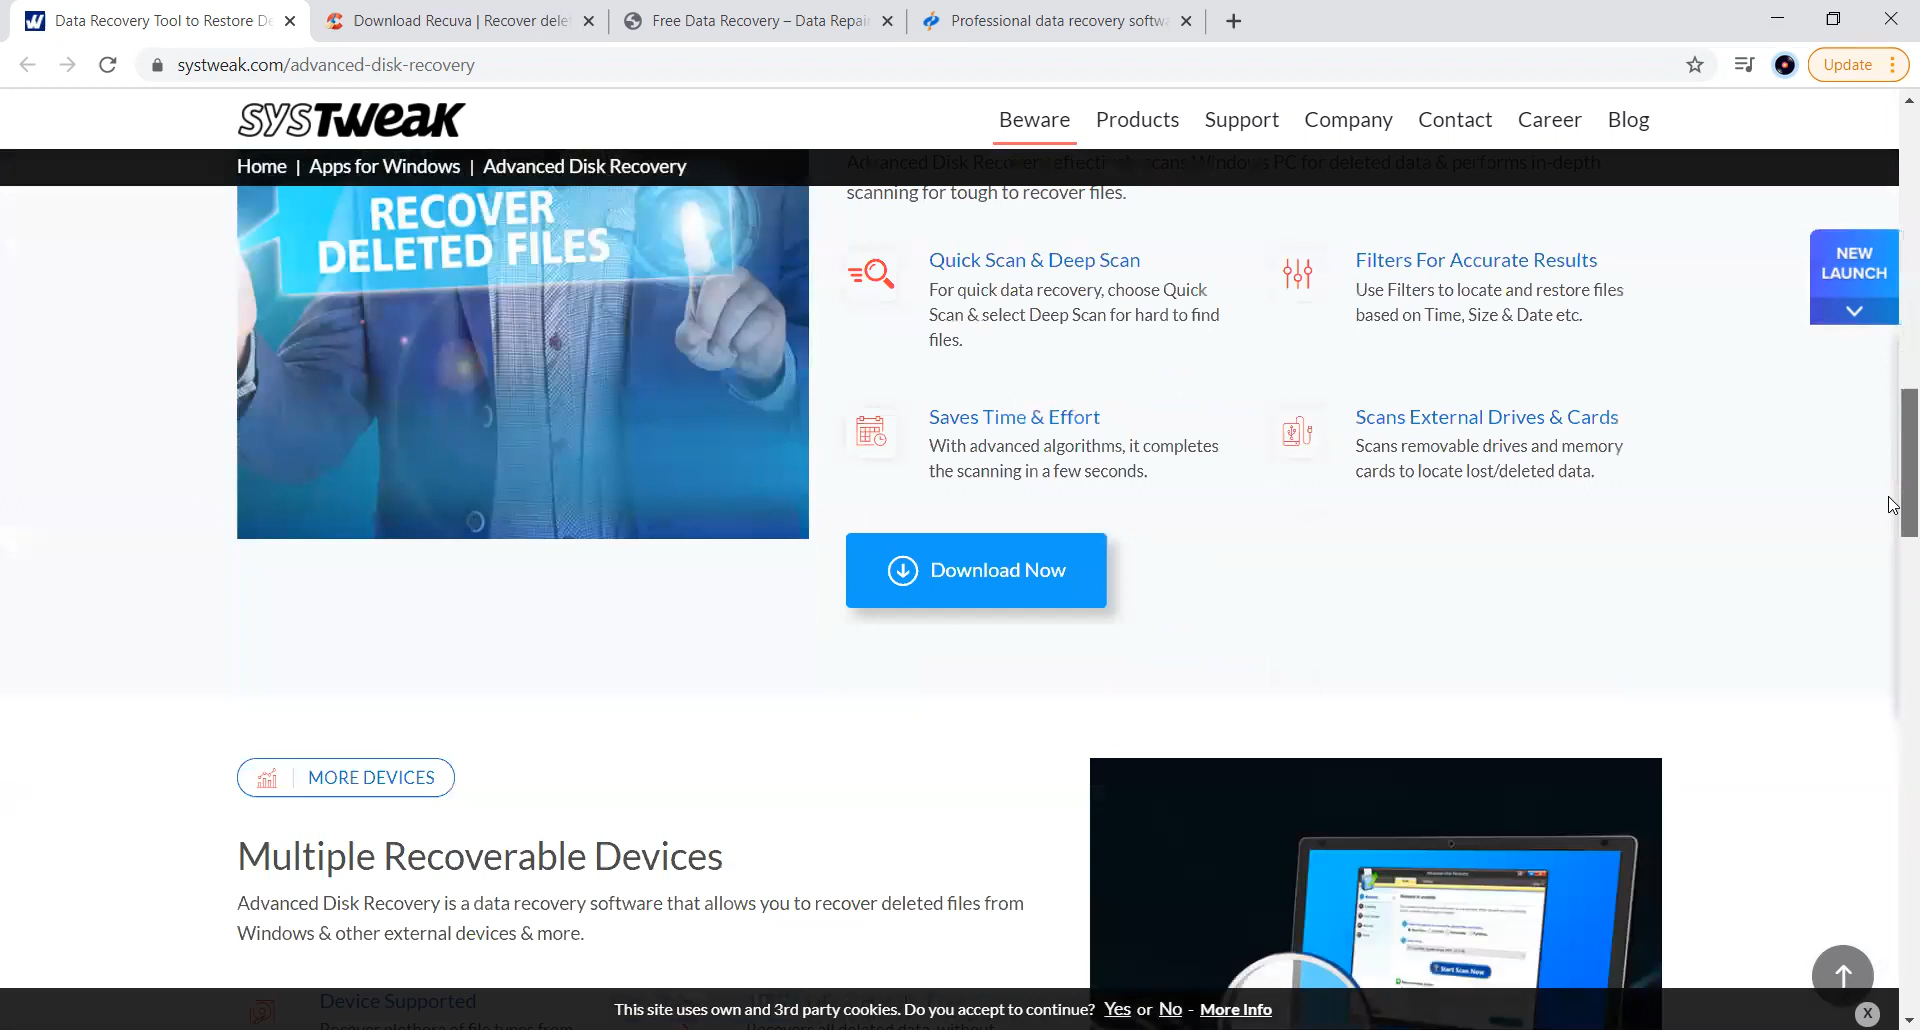 Data Recovery Tool to Restore De
Download Recuva | Recover dele
Free Data Recovery – Data Repair
Professional data recovery softwa
systweak.com/advanced-disk-recovery
Update
SYSTWEAK
Beware
Products
Support
Company
Contact
Career
Blog
Home | Apps for Windows | Advanced Disk Recovery
Advanced Disk Recovery effectively scans Windows PC for deleted data & performs in-depth
scanning for tough to recover files.
RECOVER
DELETED FILES
Quick Scan & Deep Scan
For quick data recovery, choose Quick
Scan & select Deep Scan for hard to find
files.
Filters For Accurate Results
Use Filters to locate and restore files
based on Time, Size & Date etc.
NEW
LAUNCH
Saves Time & Effort
With advanced algorithms, it completes
the scanning in a few seconds.
Scans External Drives & Cards
Scans removable drives and memory
cards to locate lost/deleted data.
Download Now
MORE DEVICES
Multiple Recoverable Devices
Advanced Disk Recovery is a data recovery software that allows you to recover deleted files from
Windows & other external devices & more.
Start Scan Now
Device Supported
This site uses own and 3rd party cookies. Do you accept to continue? Yes or No - More Info
X